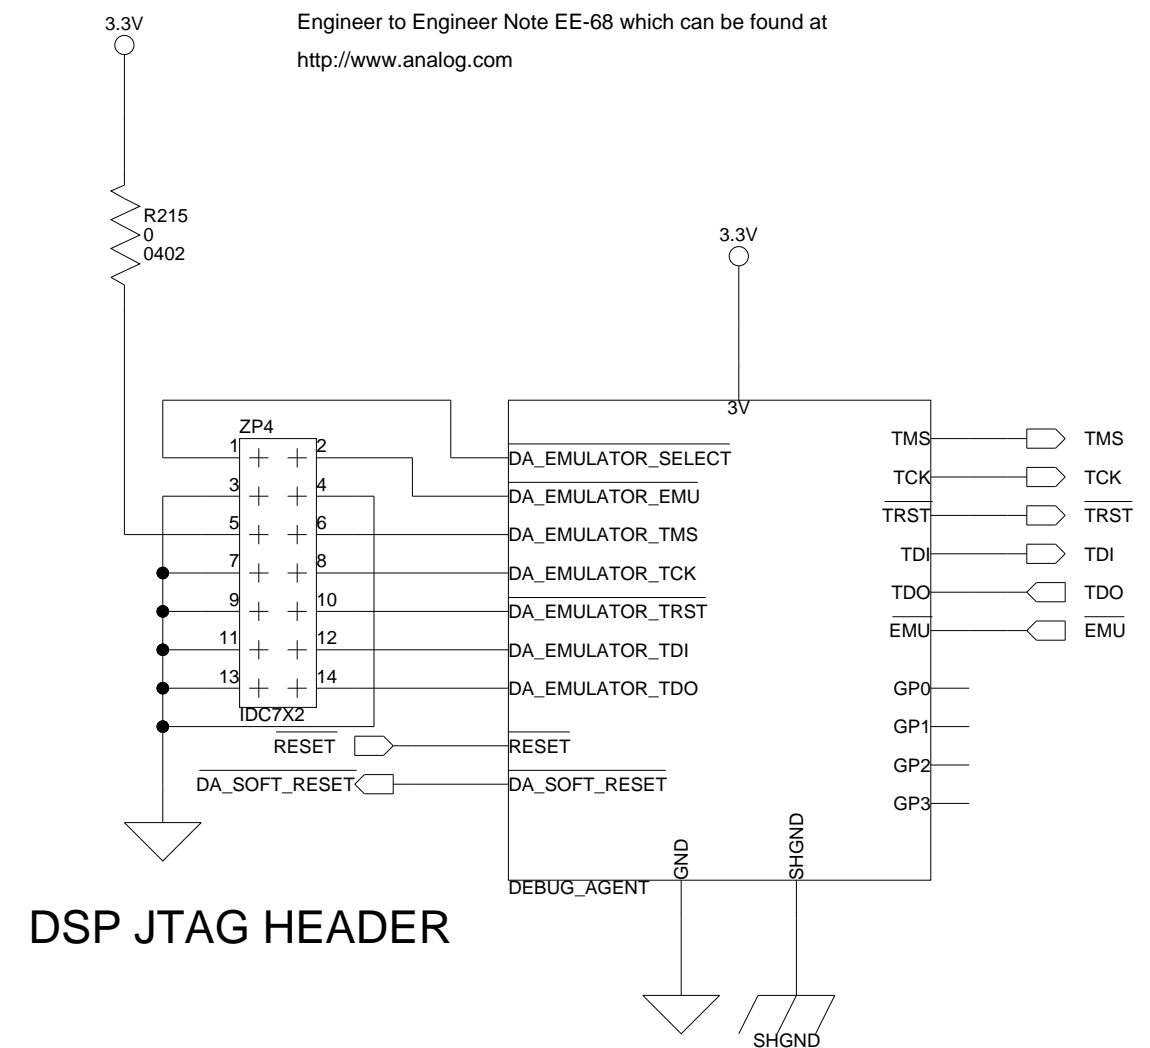 3.3V
Engineer to Engineer Note EE-68 which can be found at
http://www.analog.com
R215
0
0402
3.3V
3V
ZP4
1 2
3 4
5 6
7 8
9 10
11 12
13 14
IDC7X2
DA_EMULATOR_SELECT
DA_EMULATOR_EMU
DA_EMULATOR_TMS
DA_EMULATOR_TCK
DA_EMULATOR_TRST
DA_EMULATOR_TDI
DA_EMULATOR_TDO
RESET RESET
DA_SOFT_RESET DA_SOFT_RESET
TMS TMS
TCK TCK
TRST TRST
TDI TDI
TDO TDO
EMU EMU
GP0
GP1
GP2
GP3
GND
SHGND
DEBUG_AGENT
DSP JTAG HEADER
SHGND